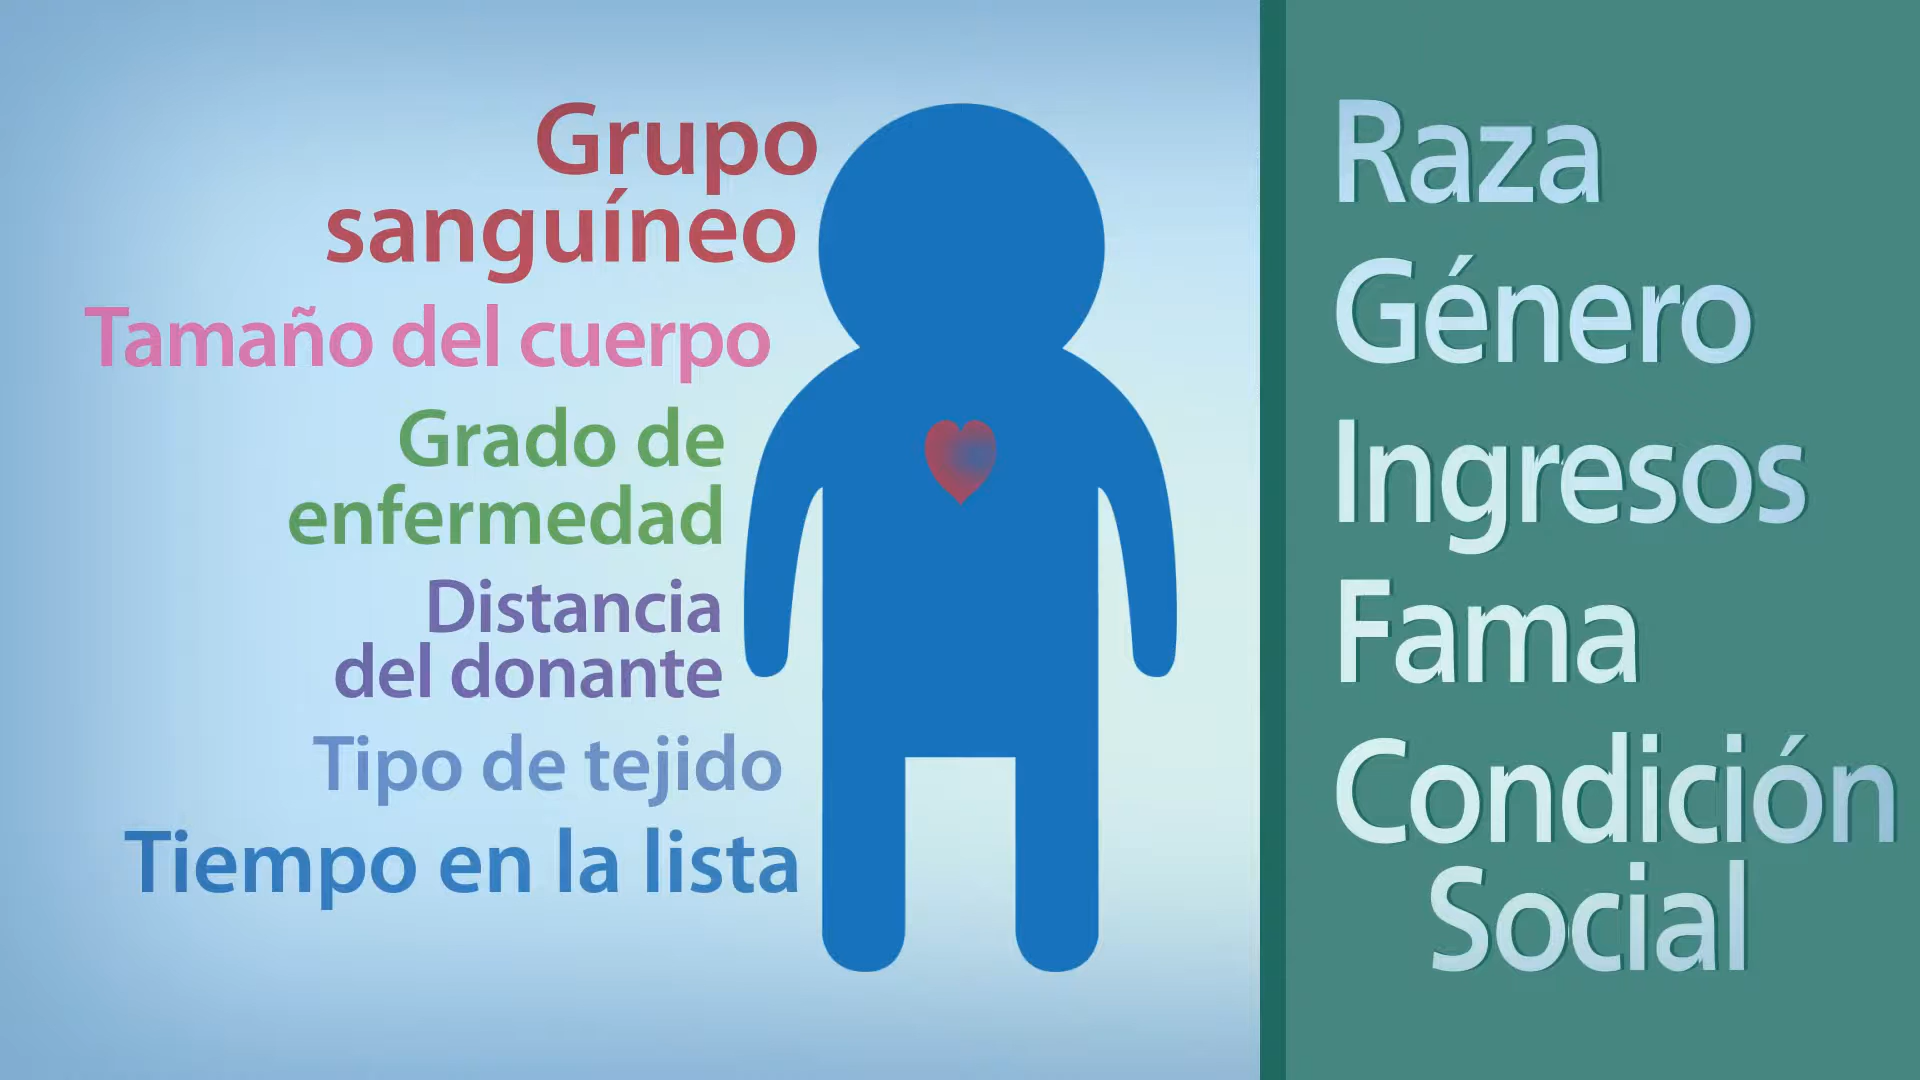 Grupo
sanguíneo
Tamaño del cuerpo
Grado de
enfermedad
Distancia
del donante
Tipo de tejido
Tiempo en la lista
Raza
Género
Ingresos
Fama
Condición
Social